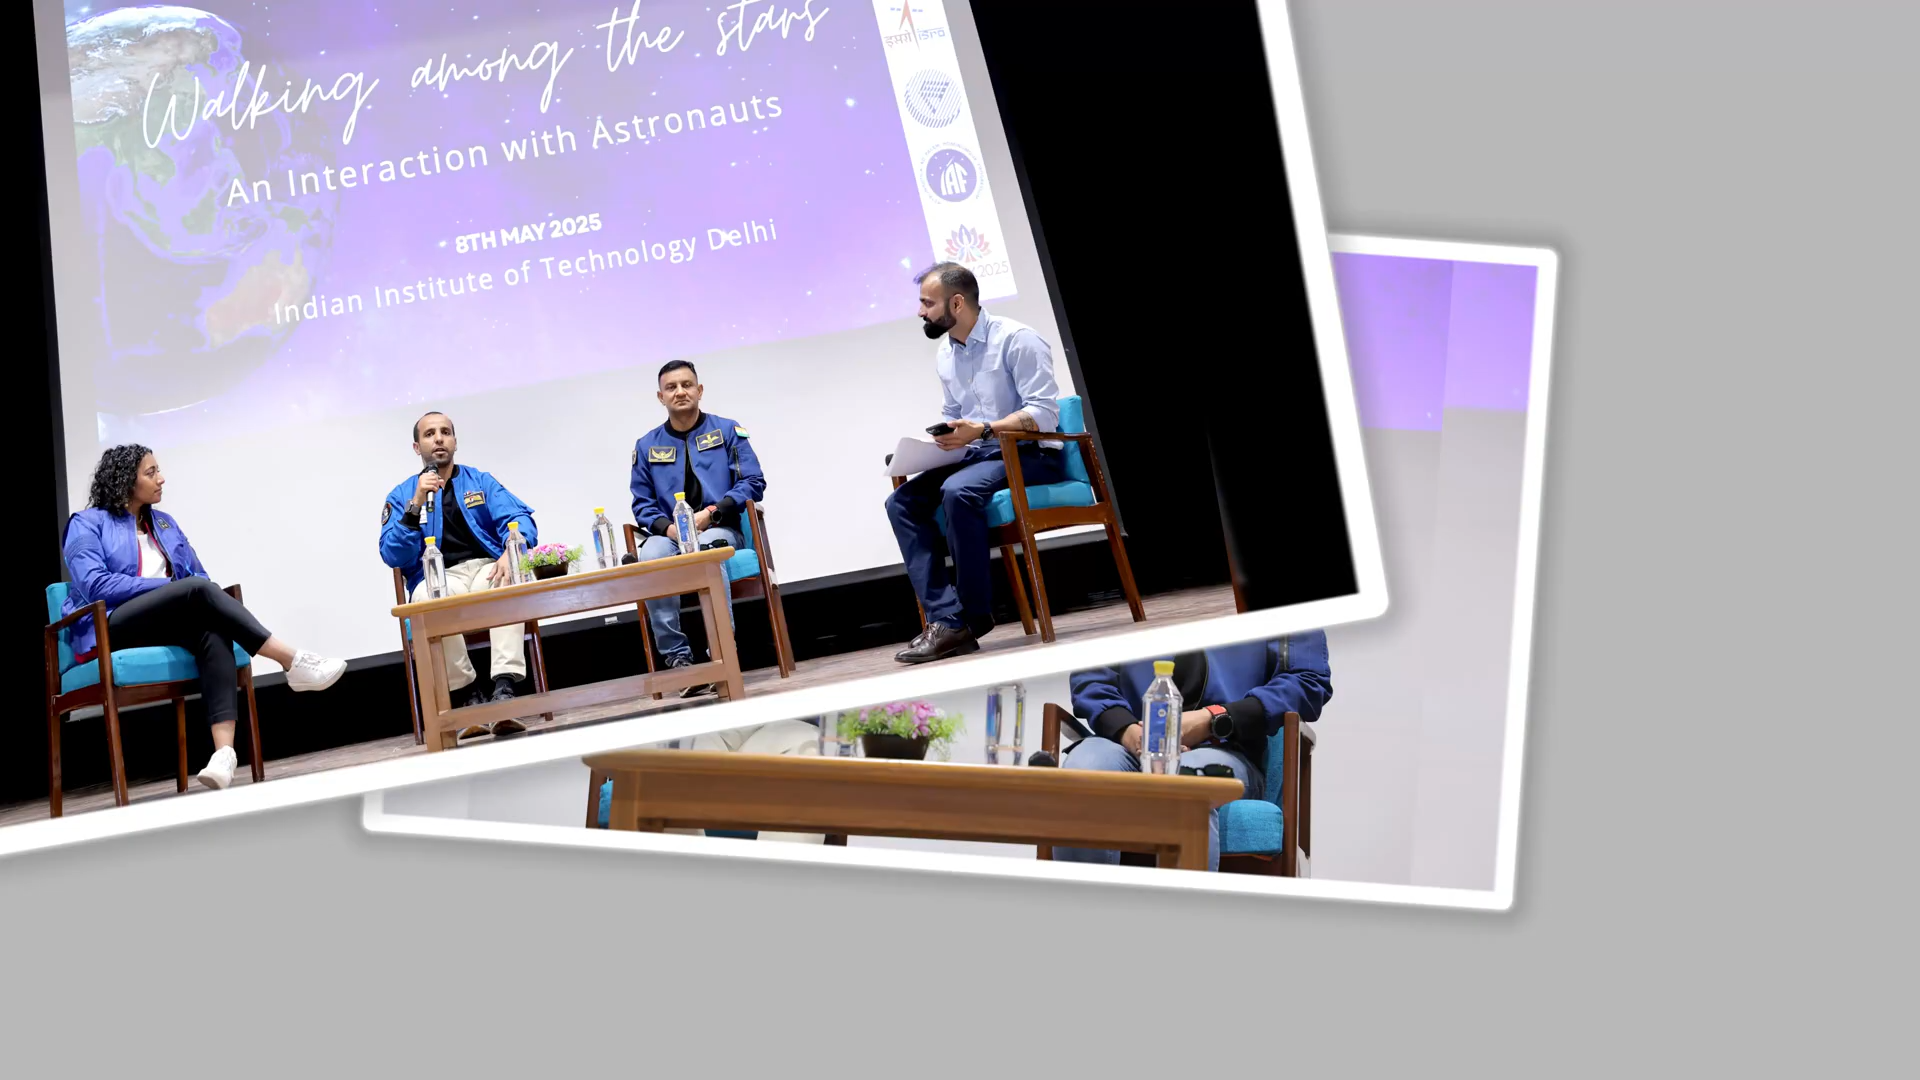 Walking among the stars
An Interaction with Astronauts
8TH MAY 2025
Indian Institute of Technology Delhi
इसरो isro
IAF
2025